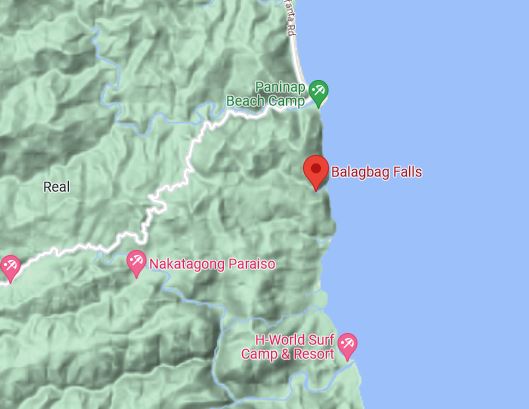 Paninap
Beach Camp
Balagbag Falls
Real
Nakatagong Paraiso
H-World Surf
Camp & Resort